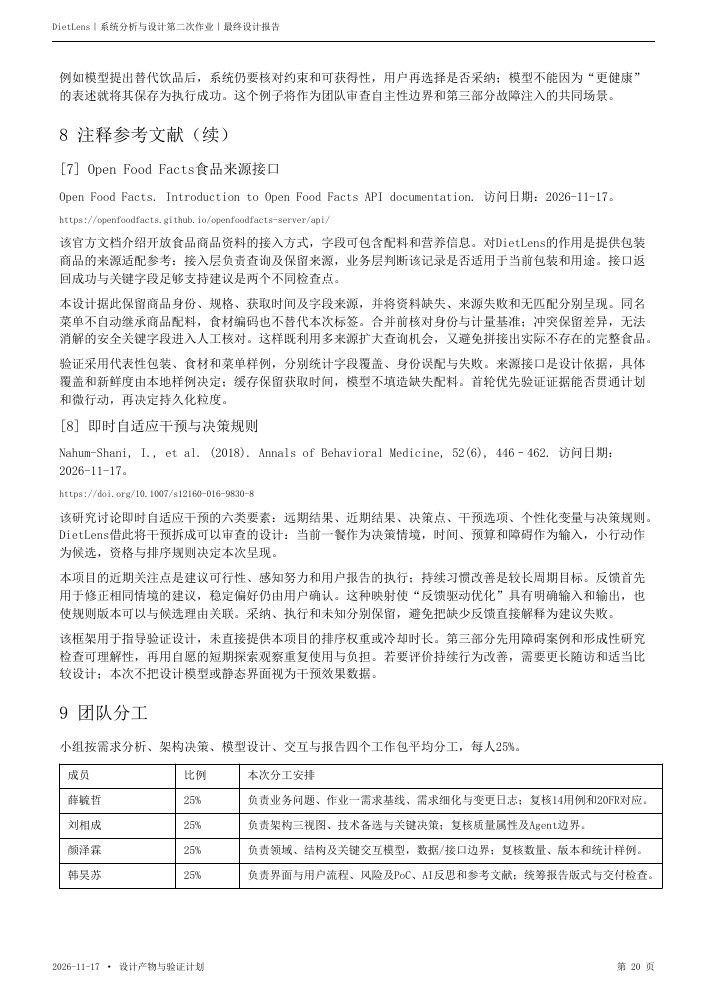 DietLens｜系统分析与设计第二次作业｜最终设计报告
例如模型提出替代饮品后，系统仍要核对约束和可获得性，用户再选择是否采纳；模型不能因为“更健康”
的表述就将其保存为执行成功。这个例子将作为团队审查自主性边界和第三部分故障注入的共同场景。
8 注释参考文献（续）
[7] Open Food Facts食品来源接口
Open Food Facts. Introduction to Open Food Facts API documentation. 访问日期：2026-11-17。
https://openfoodfacts.github.io/openfoodfacts-server/api/
该官方文档介绍开放食品商品资料的接入方式，字段可包含配料和营养信息。对DietLens的作用是提供包装
商品的来源适配参考：接入层负责查询及保留来源，业务层判断该记录是否适用于当前包装和用途。接口返
回成功与关键字段足够支持建议是两个不同检查点。
本设计据此保留商品身份、规格、获取时间及字段来源，并将资料缺失、来源失败和无匹配分别呈现。同名
菜单不自动继承商品配料，食材编码也不替代本次标签。合并前核对身份与计量基准；冲突保留差异，无法
消解的安全关键字段进入人工核对。这样既利用多来源扩大查询机会，又避免拼接出实际不存在的完整食品。
验证采用代表性包装、食材和菜单样例，分别统计字段覆盖、身份误配与失败。来源接口是设计依据，具体
覆盖和新鲜度由本地样例决定；缓存保留获取时间，模型不填造缺失配料。首轮优先验证证据能否贯通计划
和微行动，再决定持久化粒度。
[8] 即时自适应干预与决策规则
Nahum-Shani, I., et al. (2018). Annals of Behavioral Medicine, 52(6), 446–462. 访问日期：
2026-11-17。
https://doi.org/10.1007/s12160-016-9830-8
该研究讨论即时自适应干预的六类要素：远期结果、近期结果、决策点、干预选项、个性化变量与决策规则。
DietLens借此将干预拆成可以审查的设计：当前一餐作为决策情境，时间、预算和障碍作为输入，小行动作
为候选，资格与排序规则决定本次呈现。
本项目的近期关注点是建议可行性、感知努力和用户报告的执行；持续习惯改善是较长周期目标。反馈首先
用于修正相同情境的建议，稳定偏好仍由用户确认。这种映射使“反馈驱动优化”具有明确输入和输出，也
使规则版本可以与候选理由关联。采纳、执行和未知分别保留，避免把缺少反馈直接解释为建议失败。
该框架用于指导验证设计，未直接提供本项目的排序权重或冷却时长。第三部分先用障碍案例和形成性研究
检查可理解性，再用自愿的短期探索观察重复使用与负担。若要评价持续行为改善，需要更长随访和适当比
较设计；本次不把设计模型或静态界面视为干预效果数据。
9 团队分工
小组按需求分析、架构决策、模型设计、交互与报告四个工作包平均分工，每人25%。
成员 比例 本次分工安排
薛毓哲 25% 负责业务问题、作业一需求基线、需求细化与变更日志；复核14用例和20FR对应。
刘相成 25% 负责架构三视图、技术备选与关键决策；复核质量属性及Agent边界。
颜泽霖 25% 负责领域、结构及关键交互模型，数据/接口边界；复核数量、版本和统计样例。
韩昊苏 25% 负责界面与用户流程、风险及PoC、AI反思和参考文献；统筹报告版式与交付检查。
2026-11-17 • 设计产物与验证计划
第 20 页